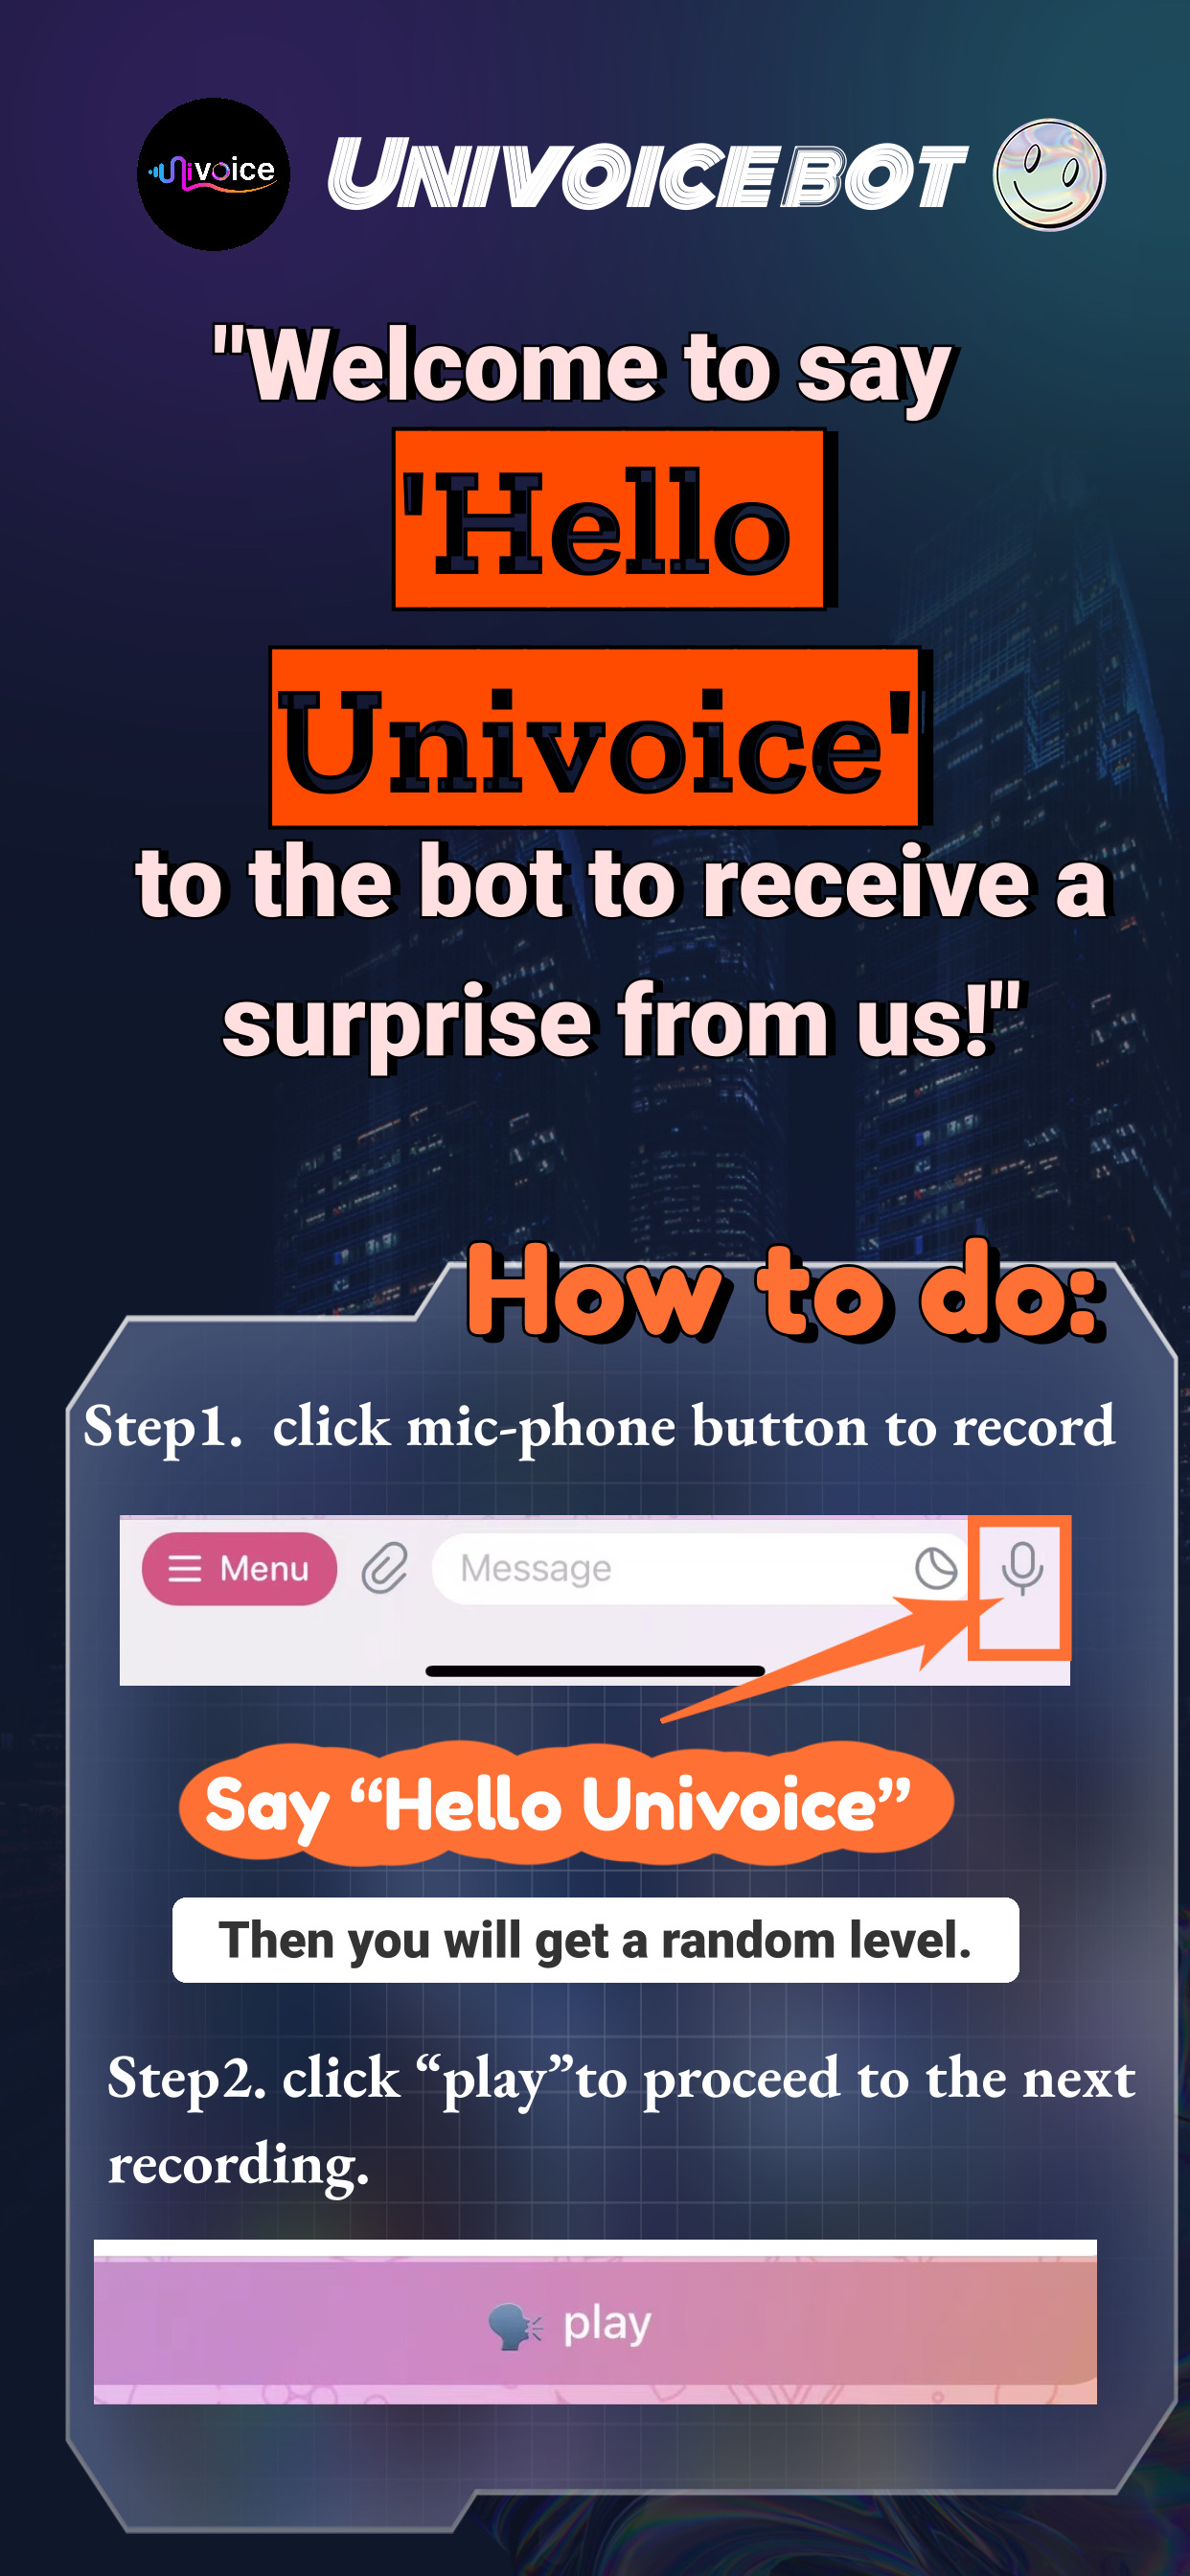 Univoice UNIVOICE BOT
"Welcome to say
'Hello
Univoice'
to the bot to receive a
surprise from us!"
How to do:
Step1. click mic-phone button to record
Menu Message
Say “Hello Univoice”
Then you will get a random level.
Step2. click “play”to proceed to the next
recording.
play